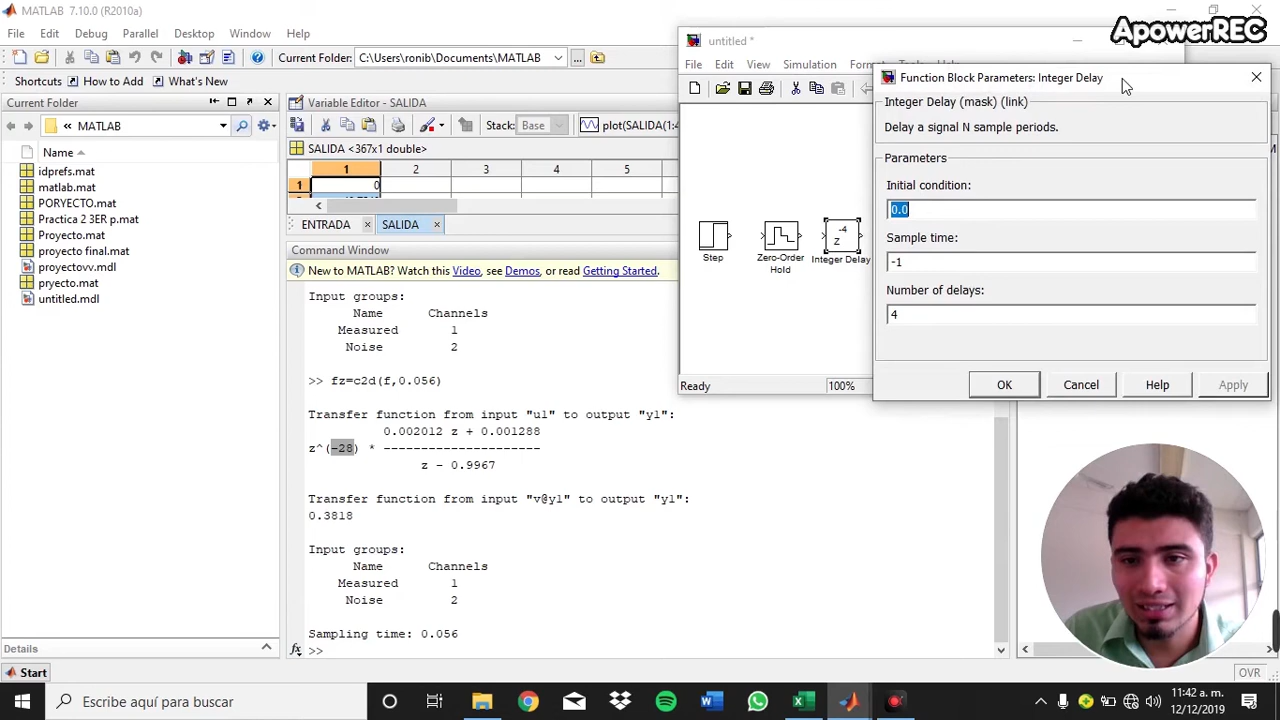 MATLAB 7.10.0 (R2010a)
File Edit Debug Parallel Desktop Window Help
Current Folder: C:\Users\ronib\Documents\MATLAB
Shortcuts How to Add What's New
Current Folder
« MATLAB
Name
idprefs.mat
matlab.mat
PORYECTO.mat
Practica 2 3ER p.mat
Proyecto.mat
proyecto final.mat
proyectovv.mdl
pryecto.mat
untitled.mdl
Details
Start
Variable Editor - SALIDA
Stack: Base plot(SALIDA(1:4
SALIDA <367x1 double>
1 2 3 4 5
1 0
ENTRADA SALIDA
Command Window
New to MATLAB? Watch this Video, see Demos, or read Getting Started.
Input groups:
Name Channels
Measured 1
Noise 2
>> fz=c2d(f,0.056)
Transfer function from input "u1" to output "y1":
0.002012 z + 0.001288
z^(-28) * ----------------------
z - 0.9967
Transfer function from input "v@y1" to output "y1":
0.3818
Input groups:
Name Channels
Measured 1
Noise 2
Sampling time: 0.056
fx >>
untitled *
File Edit View Simulation
Step
Zero-Order
Hold
-4
z
Integer Delay
Ready 100%
ApowerREC
Function Block Parameters: Integer Delay
Integer Delay (mask) (link)
Delay a signal N sample periods.
Parameters
Initial condition:
0.0
Sample time:
-1
Number of delays:
4
OK Cancel Help Apply
OVR
Escribe aquí para buscar
11:42 a. m.
12/12/2019